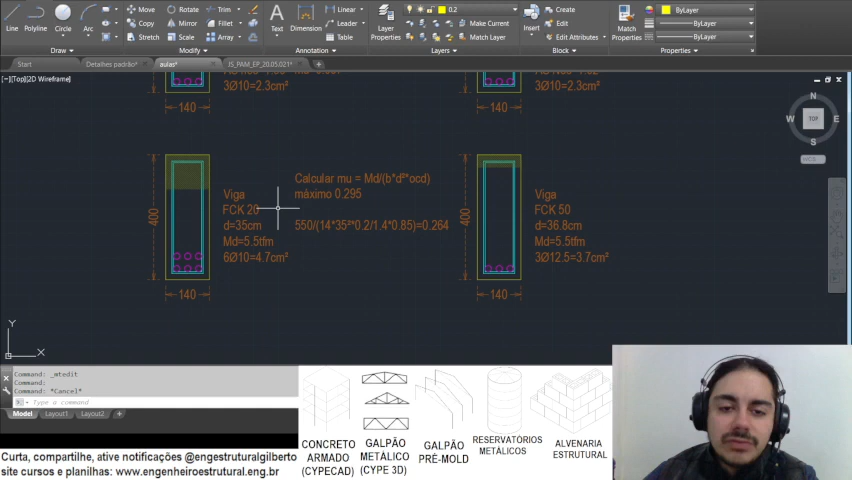 Line
Polyline
Circle
Arc
Move
Rotate
Trim
Copy
Mirror
Fillet
Stretch
Scale
Array
Text
Dimension
Linear
Leader
Table
Layer
Properties
0.2
Make Current
Match Layer
Insert
Create
Edit
Edit Attributes
Match
Properties
ByLayer
ByLayer
ByLayer
Draw
Modify
Annotation
Layers
Block
Properties
Start
Detalhes padrão*
aulas*
JS_PAM_EP_20.05.021*
[−][Top][2D Wireframe]
3Ø10=2.3cm²
3Ø10=2.3cm²
140
140
N
W
TOP
E
S
WCS
400
Viga
FCK 20
d=35cm
Md=5.5tfm
6Ø10=4.7cm²
140
Calcular mu = Md/(b*d²*σcd)
máximo 0.295
550/(14*35²*0.2/1.4*0.85)=0.264
400
Viga
FCK 50
d=36.8cm
Md=5.5tfm
3Ø12.5=3.7cm²
140
Y
X
Command: _mtedit
Command:
Command: *Cancel*
Type a command
Model
Layout1
Layout2
CONCRETO
ARMADO
(CYPECAD)
GALPÃO
METÁLICO
(CYPE 3D)
GALPÃO
PRÉ-MOLD
RESERVATÓRIOS
METÁLICOS
ALVENARIA
ESTRUTURAL
Curta, compartilhe, ative notificações @engestruturalgilberto
site cursos e planilhas: www.engenheiroestrutural.eng.br